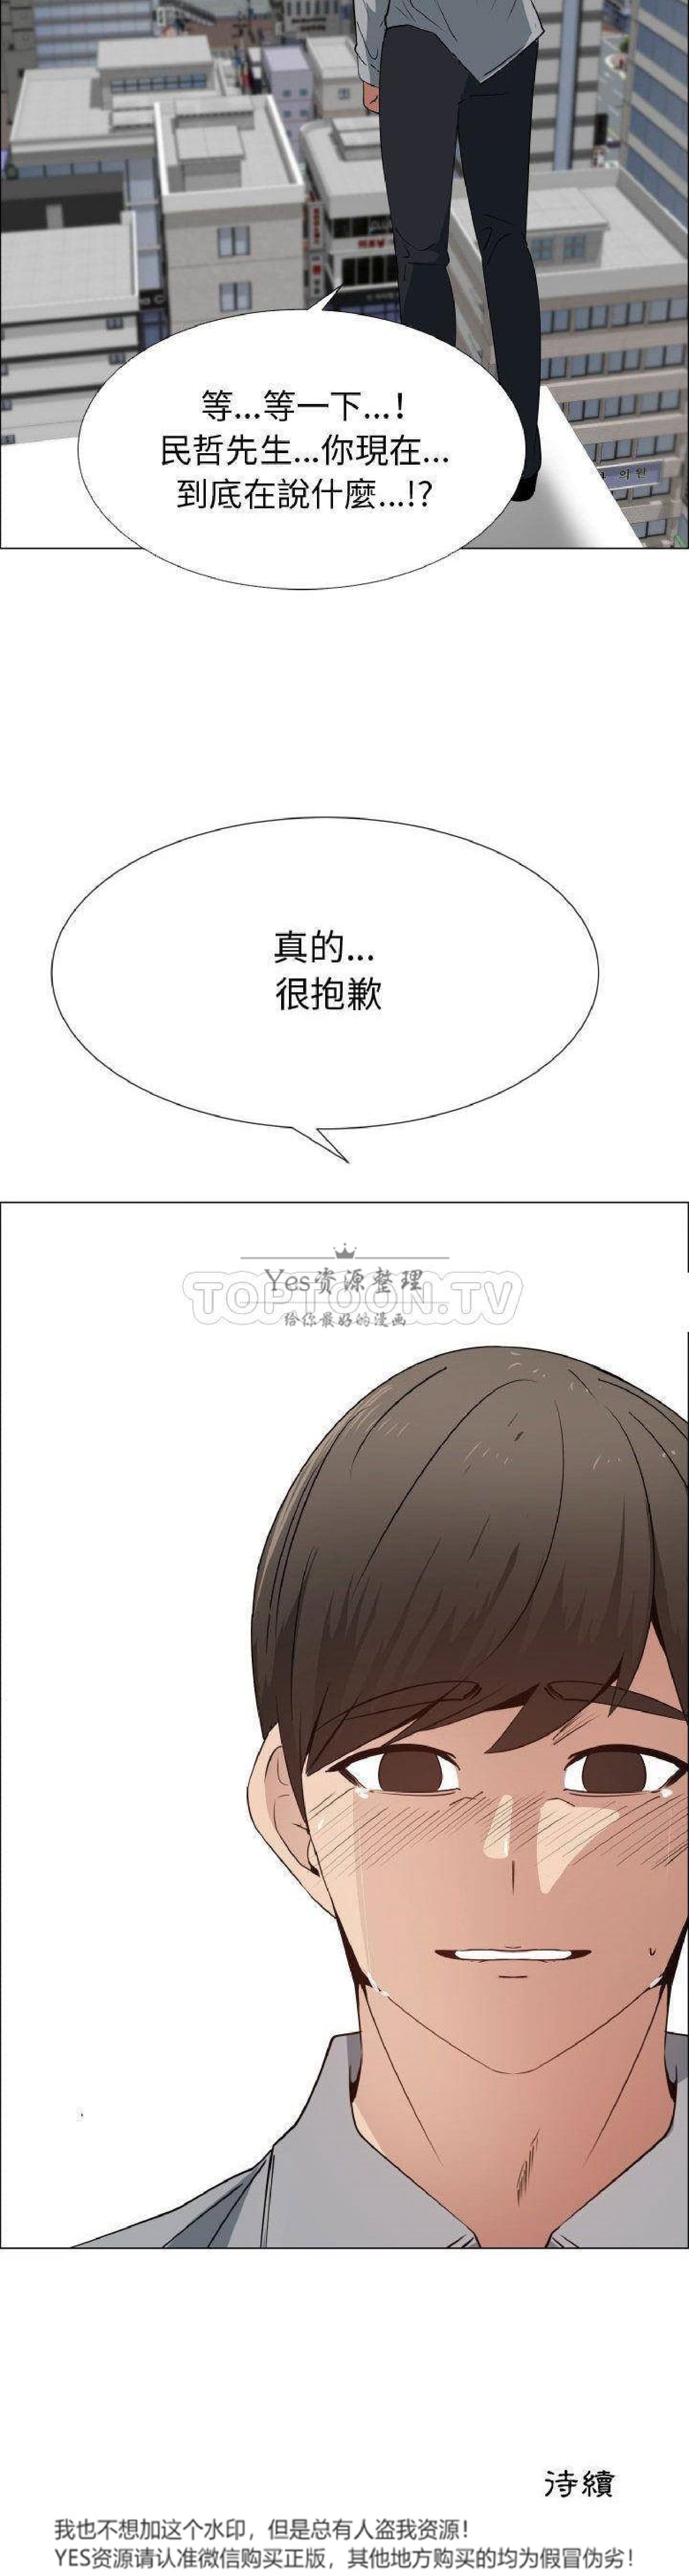 等...等一下...!
民哲先生...你現在...
到底在說什麼...!?
의원
真的...
很抱歉
Yes资源整理
TOPTOON.TV
给你最好的漫画
待續
我也不想加这个水印，但是总有人盗我资源！
YES资源请认准微信购买正版，其他地方购买的均为假冒伪劣！